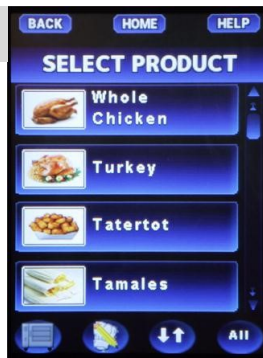 BACK HOME HELP
SELECT PRODUCT
Whole
Chicken
Turkey
Tatertot
Tamales
All